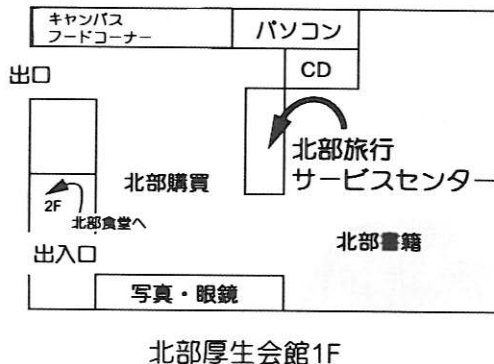 キャンパス
フードコーナー
パソコン
CD
出口
北部旅行
サービスセンター
北部購買
2F
北部食堂へ
出入口
北部書籍
写真・眼鏡
北部厚生会館1F